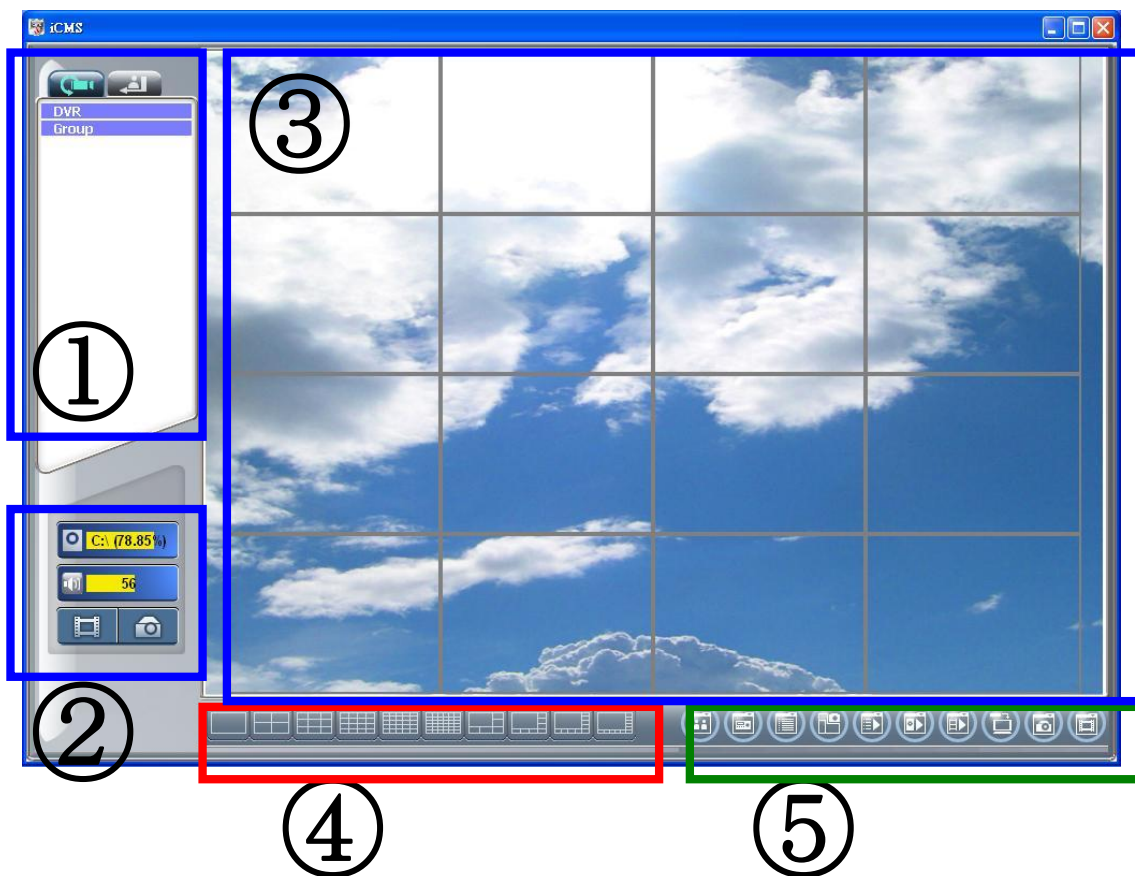 iCMS
③
DVR
Group
①
C:\ (78.85%)
56
②
④
⑤